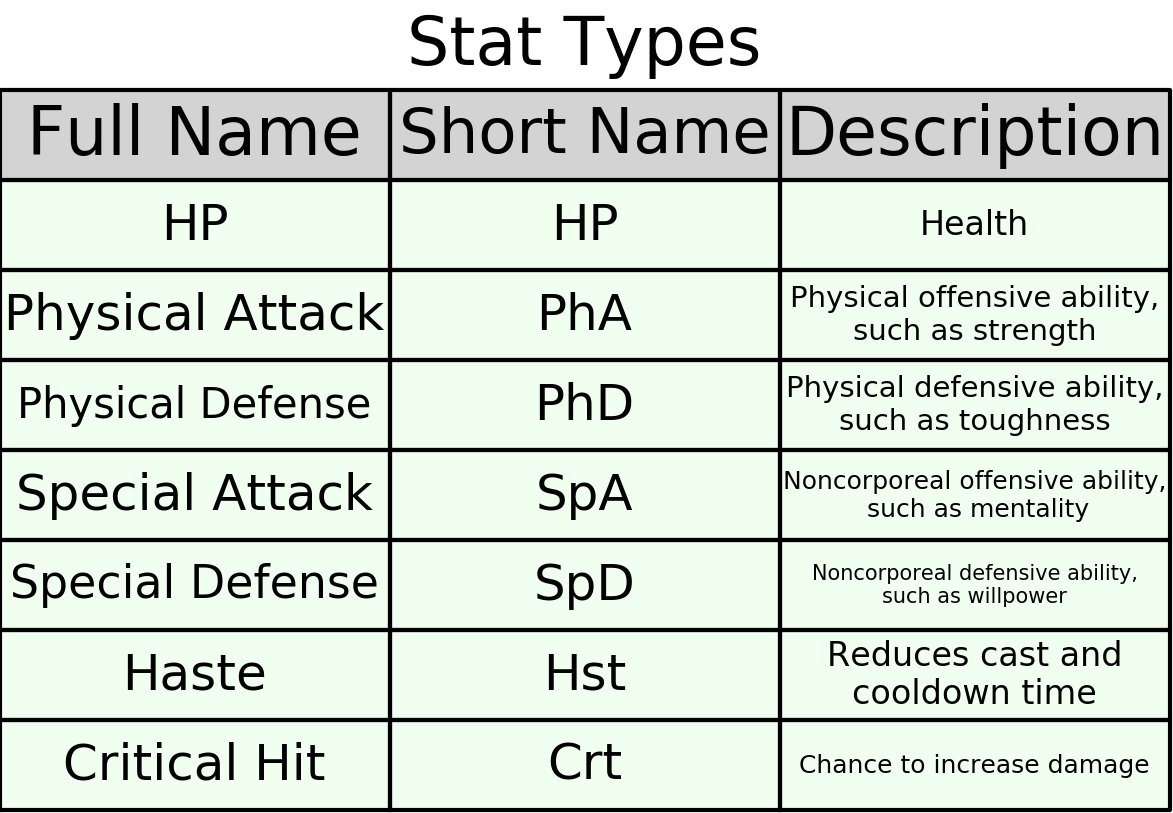 Stat Types
Full Name Short Name Description
HP HP Health
Physical Attack PhA Physical offensive ability,
such as strength
Physical Defense PhD Physical defensive ability,
such as toughness
Special Attack SpA Noncorporeal offensive ability,
such as mentality
Special Defense SpD Noncorporeal defensive ability,
such as willpower
Haste Hst Reduces cast and
cooldown time
Critical Hit Crt Chance to increase damage